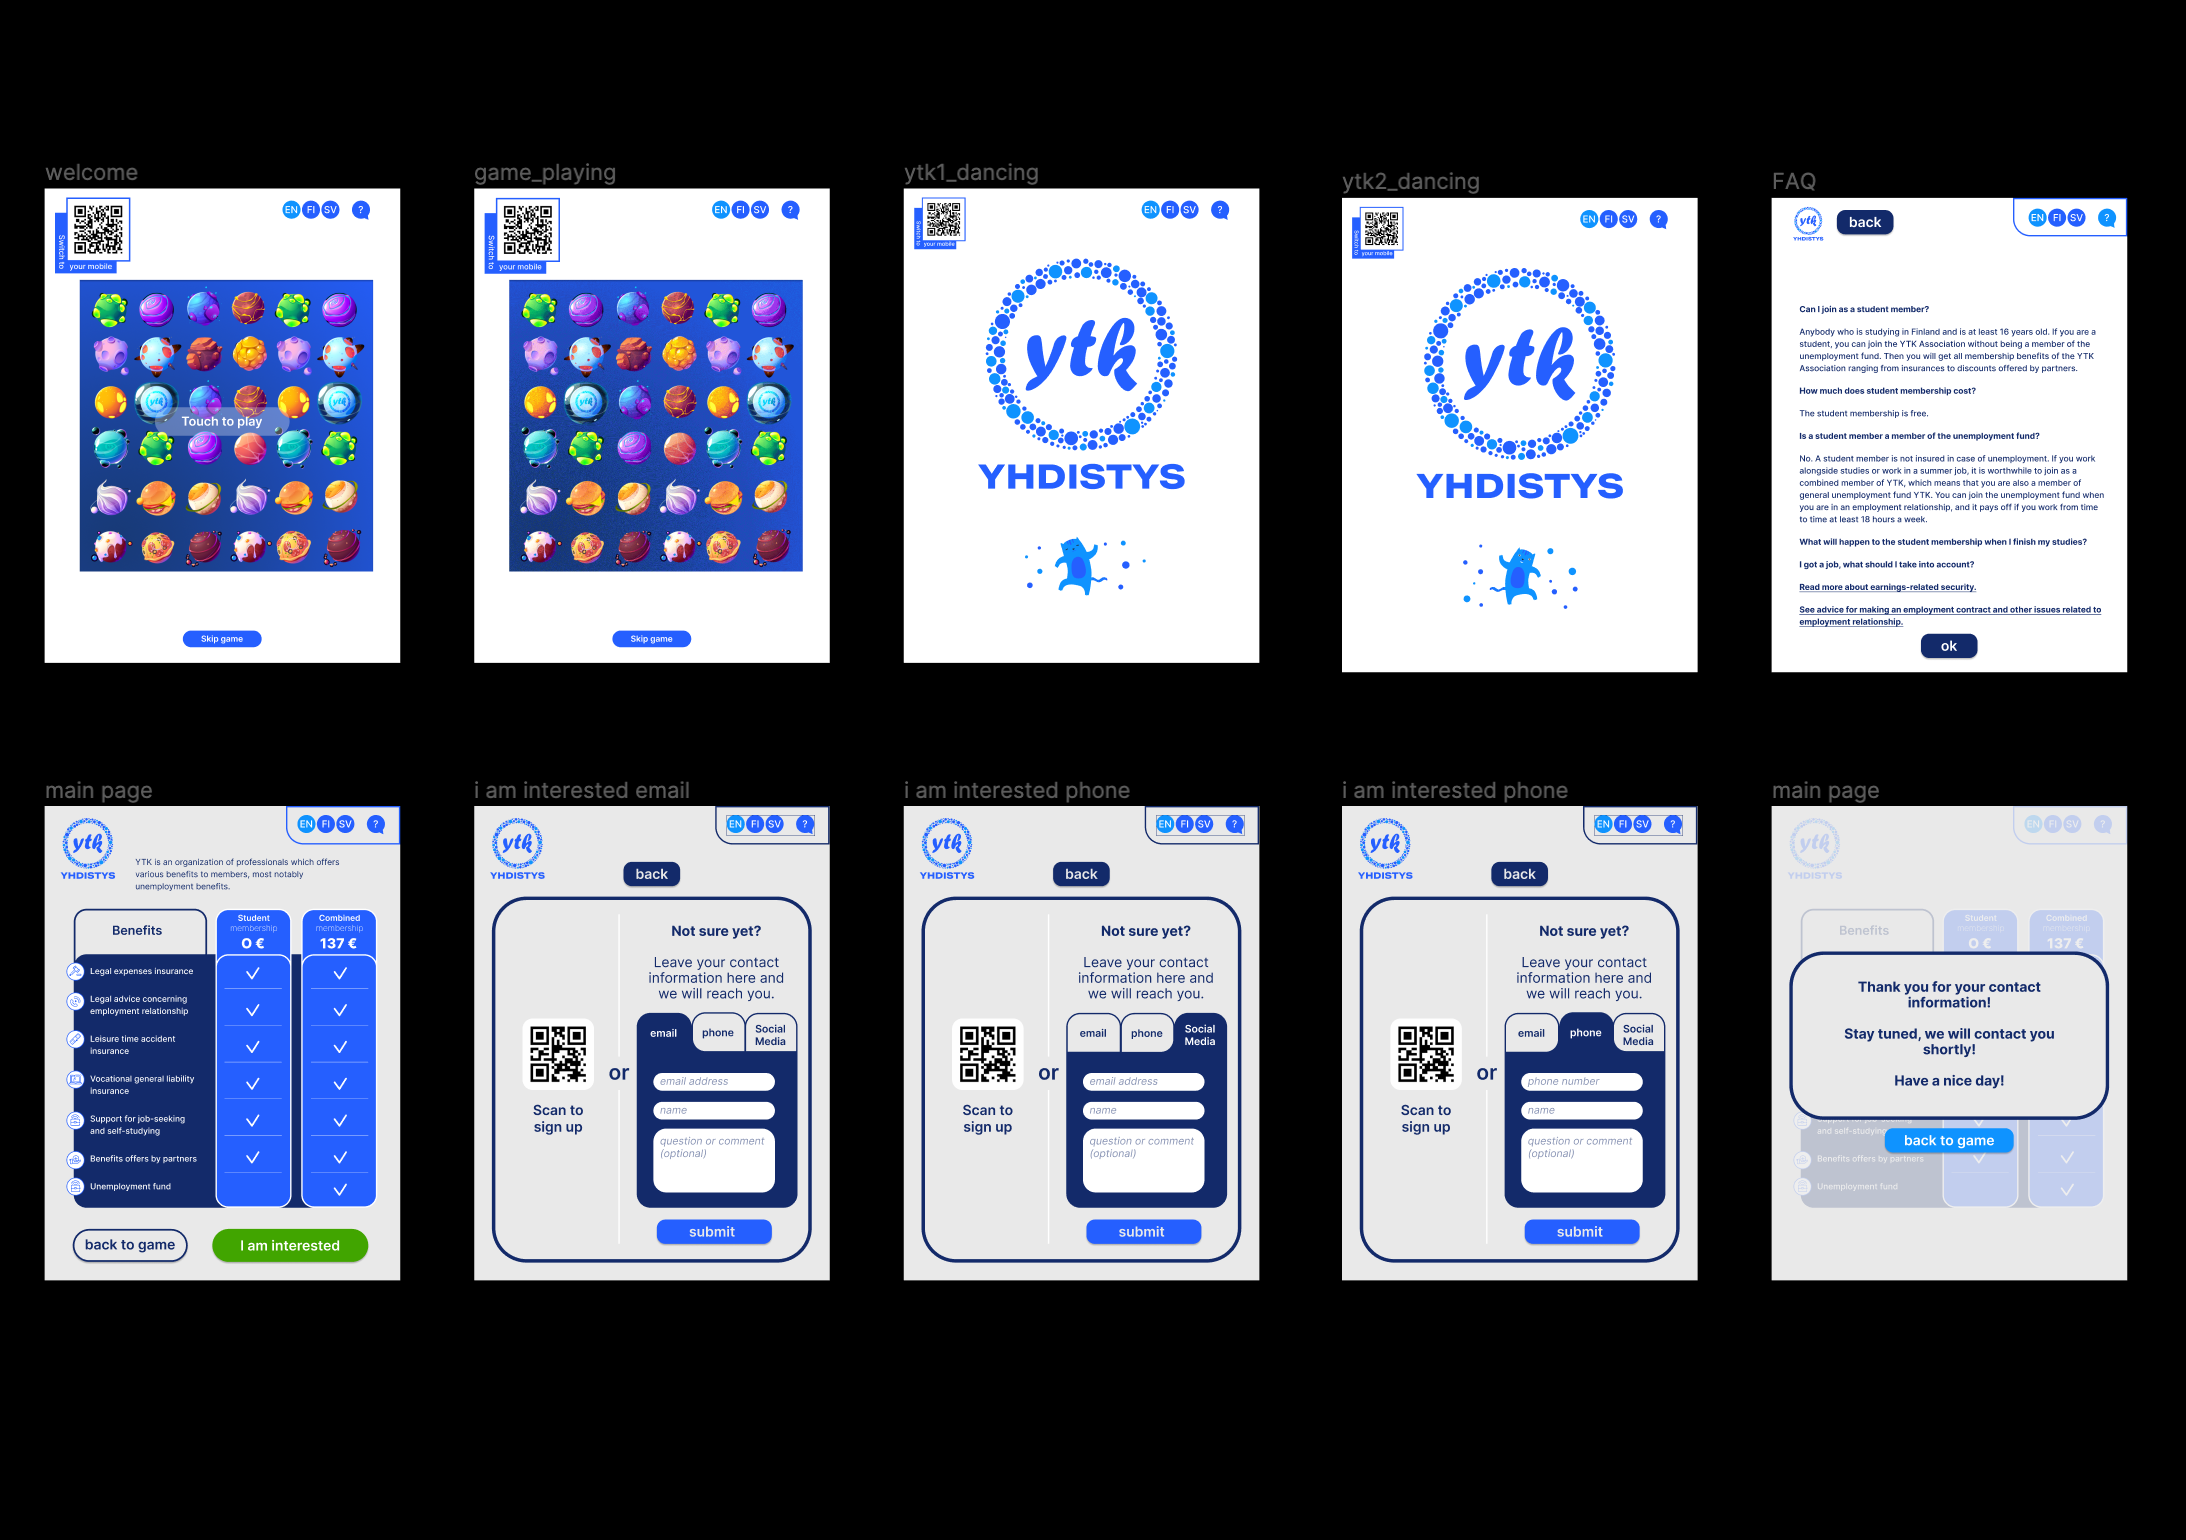 welcome
EN FI SV ?
Switch to
your mobile
ytk
ytk
Touch to play
Skip game
game_playing
EN FI SV ?
Switch to
your mobile
ytk
ytk
Skip game
ytk1_dancing
EN FI SV ?
Switch to
your mobile
ytk
YHDISTYS
ytk2_dancing
EN FI SV ?
Switch to
your mobile
ytk
YHDISTYS
FAQ
ytk
YHDISTYS
back
EN FI SV ?
Can I join as a student member?
Anybody who is studying in Finland and is at least 16 years old. If you are a
student, you can join the YTK Association without being a member of the
unemployment fund. Then you will get all membership benefits of the YTK
Association ranging from insurances to discounts offered by partners.
How much does student membership cost?
The student membership is free.
Is a student member a member of the unemployment fund?
No. A student member is not insured in case of unemployment. If you work
alongside studies or work in a summer job, it is worthwhile to join as a
combined member of YTK, which means that you are also a member of
general unemployment fund YTK. You can join the unemployment fund when
you are in an employment relationship, and it pays off if you work from time
to time at least 18 hours a week.
What will happen to the student membership when I finish my studies?
I got a job, what should I take into account?
Read more about earnings-related security.
See advice for making an employment contract and other issues related to
employment relationship.
ok
main page
ytk
YHDISTYS
EN FI SV ?
YTK is an organization of professionals which offers
various benefits to members, most notably
unemployment benefits.
Benefits
Student
membership
0 €
Combined
membership
137 €
Legal expenses insurance
Legal advice concerning
employment relationship
Leisure time accident
insurance
Vocational general liability
insurance
Support for job-seeking
and self-studying
Benefits offers by partners
Unemployment fund
back to game
I am interested
i am interested email
ytk
YHDISTYS
EN FI SV ?
back
Not sure yet?
Leave your contact
information here and
we will reach you.
Scan to
sign up
or
email
phone
Social
Media
email address
name
question or comment
(optional)
submit
i am interested phone
ytk
YHDISTYS
EN FI SV ?
back
Not sure yet?
Leave your contact
information here and
we will reach you.
Scan to
sign up
or
email
phone
Social
Media
email address
name
question or comment
(optional)
submit
i am interested phone
ytk
YHDISTYS
EN FI SV ?
back
Not sure yet?
Leave your contact
information here and
we will reach you.
Scan to
sign up
or
email
phone
Social
Media
phone number
name
question or comment
(optional)
submit
main page
ytk
YHDISTYS
EN FI SV ?
Benefits
Student
membership
0 €
Combined
membership
137 €
Thank you for your contact
information!
Stay tuned, we will contact you
shortly!
Have a nice day!
and self-studying
back to game
Benefits offers by partners
Unemployment fund